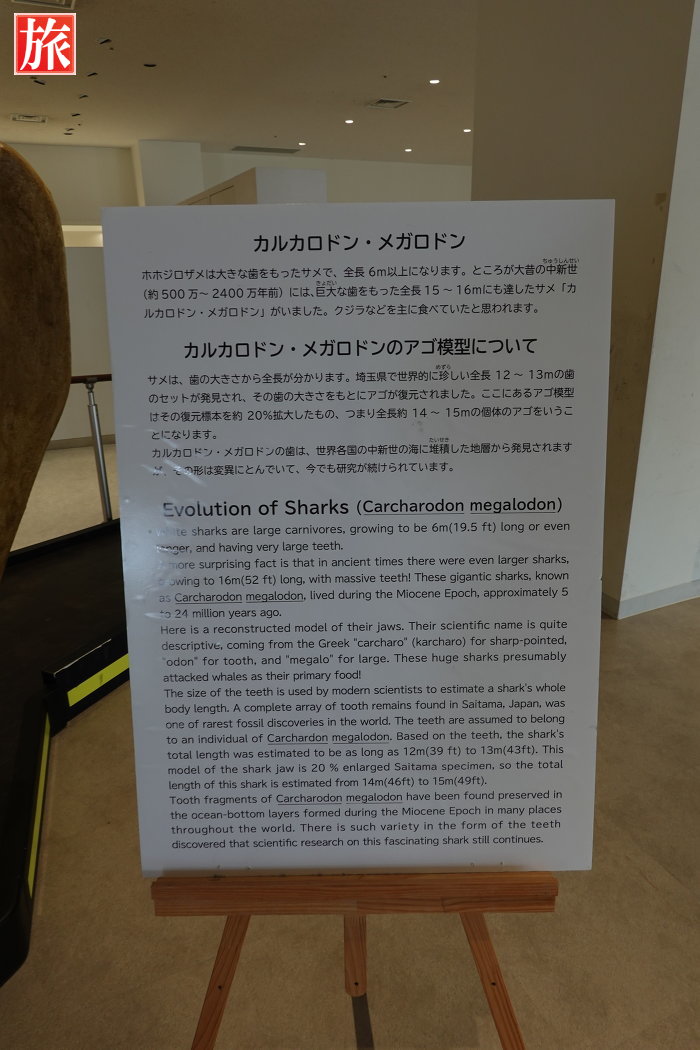 旅
カルカロドン・メガロドン
ホホジロザメは大きな歯をもったサメで、全長 6m以上になります。ところが大昔の中新世
ちゅうしんせい
（約 500 万～ 2400 万年前）には、巨大な歯をもった全長 15 ～ 16mにも達したサメ「カ
きょだい
ルカロドン・メガロドン」がいました。クジラなどを主に食べていたと思われます。
カルカロドン・メガロドンのアゴ模型について
サメは、歯の大きさから全長が分かります。埼玉県で世界的に珍しい全長 12 ～ 13mの歯
めずら
のセットが発見され、その歯の大きさをもとにアゴが復元されました。ここにあるアゴ模型
はその復元標本を約 20%拡大したもの、つまり全長約 14 ～ 15mの個体のアゴをいうこ
とになります。
カルカロドン・メガロドンの歯は、世界各国の中新世の海に堆積した地層から発見されます
たいせき
が、その形は変異にとんでいて、今でも研究が続けられています。
Evolution of Sharks (Carcharodon megalodon)
sharks are large carnivores, growing to be 6m(19.5 ft) long or even
and having very large teeth.
more surprising fact is that in ancient times there were even larger sharks,
to 16m(52 ft) long, with massive teeth! These gigantic sharks, known
as Carcharodon megalodon, lived during the Miocene Epoch, approximately 5
to 24 million years ago.
Here is a reconstructed model of their jaws. Their scientific name is quite
descriptive, coming from the Greek "carcharo" (karcharo) for sharp-pointed,
"odon" for tooth, and "megalo" for large. These huge sharks presumably
attacked whales as their primary food!
The size of the teeth is used by modern scientists to estimate a shark's whole
body length. A complete array of tooth remains found in Saitama, Japan, was
one of rarest fossil discoveries in the world. The teeth are assumed to belong
to an individual of Carchardon megalodon. Based on the teeth, the shark's
total length was estimated to be as long as 12m(39 ft) to 13m(43ft). This
model of the shark jaw is 20 % enlarged Saitama specimen, so the total
length of this shark is estimated from 14m(46ft) to 15m(49ft).
Tooth fragments of Carcharodon megalodon have been found preserved in
the ocean-bottom layers formed during the Miocene Epoch in many places
throughout the world. There is such variety in the form of the teeth
discovered that scientific research on this fascinating shark still continues.